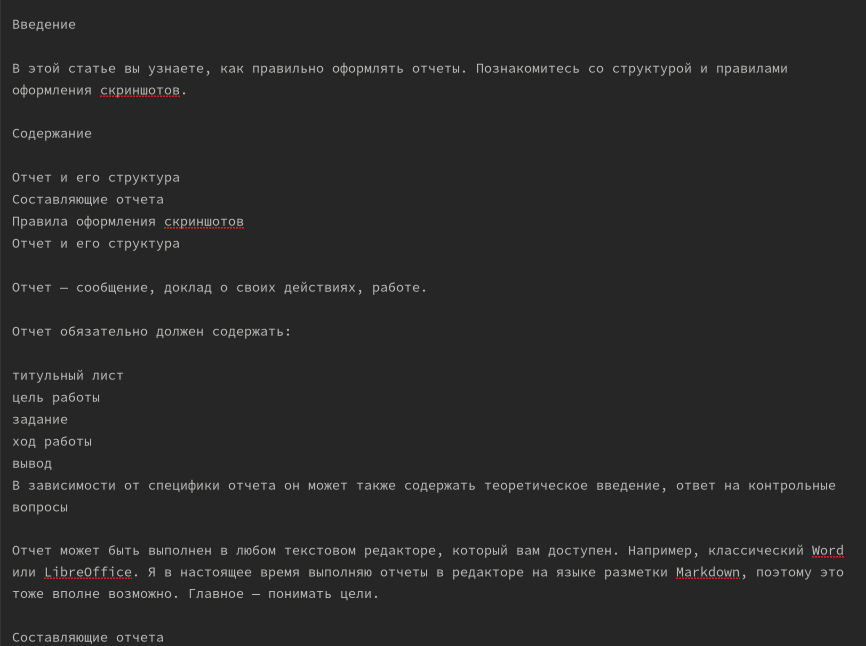 Введение
В этой статье вы узнаете, как правильно оформлять отчеты. Познакомитесь со структурой и правилами
оформления скриншотов.
Содержание
Отчет и его структура
Составляющие отчета
Правила оформления скриншотов
Отчет и его структура
Отчет — сообщение, доклад о своих действиях, работе.
Отчет обязательно должен содержать:
титульный лист
цель работы
задание
ход работы
вывод
В зависимости от специфики отчета он может также содержать теоретическое введение, ответ на контрольные
вопросы
Отчет может быть выполнен в любом текстовом редакторе, который вам доступен. Например, классический Word
или LibreOffice. Я в настоящее время выполняю отчеты в редакторе на языке разметки Markdown, поэтому это
тоже вполне возможно. Главное — понимать цели.
Составляющие отчета